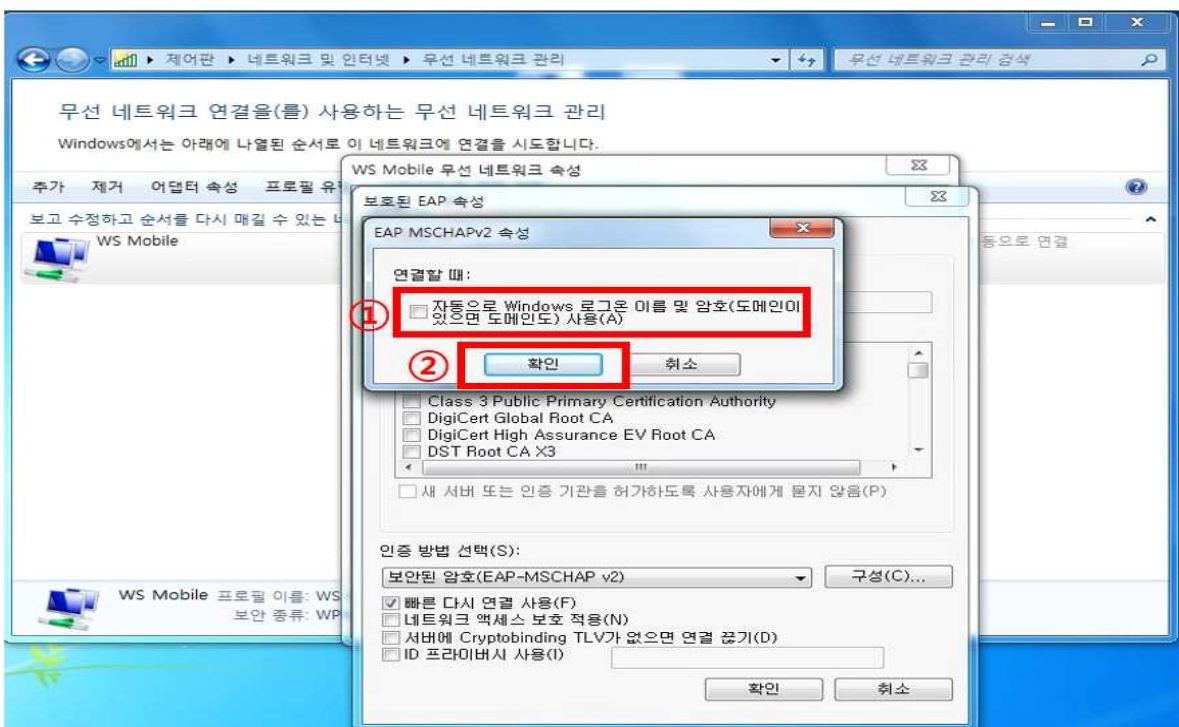 제어판 ▶ 네트워크 및 인터넷 ▶ 무선 네트워크 관리
무선 네트워크 관리 검색
무선 네트워크 연결을(를) 사용하는 무선 네트워크 관리
Windows에서는 아래에 나열된 순서로 이 네트워크에 연결을 시도합니다.
추가 제거 어댑터 속성 프로필 유
보고 수정하고 순서를 다시 매길 수 있는
WS Mobile
동으로 연결
WS Mobile 무선 네트워크 속성
보호된 EAP 속성
EAP MSCHAPv2 속성
연결할 때:
①
자동으로 Windows 로그온 이름 및 암호(도메인이
있으면 도메인도) 사용(A)
②
확인 취소
Class 3 Public Primary Certification Authority
DigiCert Global Root CA
DigiCert High Assurance EV Root CA
DST Root CA X3
새 서버 또는 인증 기관을 허가하도록 사용자에게 묻지 않음(P)
인증 방법 선택(S):
보안된 암호(EAP-MSCHAP v2) 구성(C)...
빠른 다시 연결 사용(F)
네트워크 액세스 보호 적용(N)
서버에 Cryptobinding TLV가 없으면 연결 끊기(D)
ID 프라이버시 사용(I)
확인 취소
WS Mobile 프로필 이름: WS
보안 종류: WP